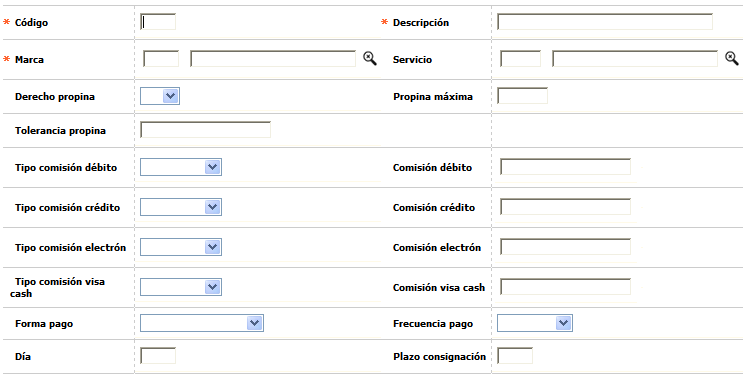 * Código * Descripción
* Marca Servicio
Derecho propina Propina máxima
Tolerancia propina
Tipo comisión débito Comisión débito
Tipo comisión crédito Comisión crédito
Tipo comisión electrón Comisión electrón
Tipo comisión visa
cash Comisión visa cash
Forma pago Frecuencia pago
Día Plazo consignación